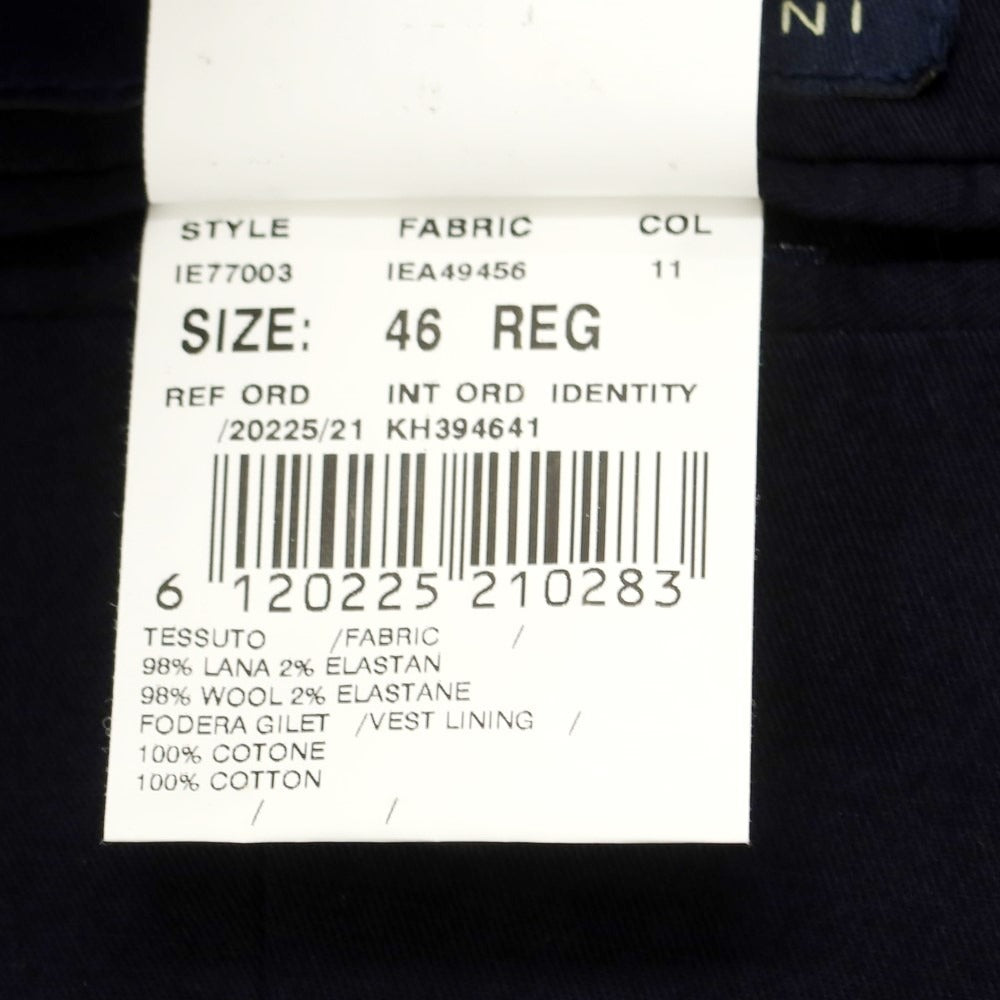 NI
STYLE FABRIC COL
IE77003 IEA49456 11
SIZE: 46 REG
REF ORD INT ORD IDENTITY
/20225/21 KH394641
6 120225 210283
TESSUTO /FABRIC /
98% LANA 2% ELASTAN
98% WOOL 2% ELASTANE
FODERA GILET /VEST LINING /
100% COTONE
100% COTTON
/ /